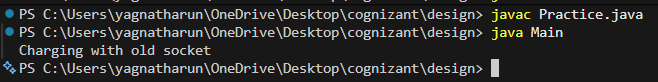 PS C:\Users\yagnatharun\OneDrive\Desktop\cognizant\design> javac Practice.java
PS C:\Users\yagnatharun\OneDrive\Desktop\cognizant\design> java Main
Charging with old socket
PS C:\Users\yagnatharun\OneDrive\Desktop\cognizant\design>